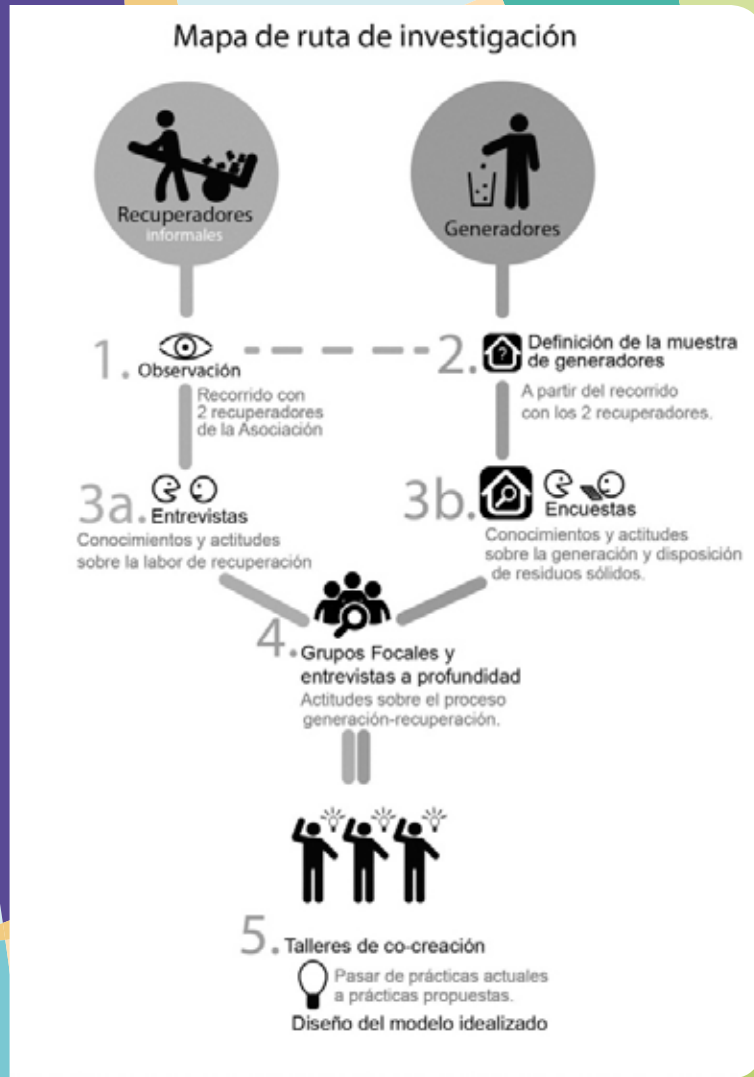 Mapa de ruta de investigación
Recuperadores
informales
Generadores
1. Observación
Recorrido con
2 recuperadores
de la Asociación
2. Definición de la muestra
de generadores
A partir del recorrido
con los 2 recuperadores.
3a. Entrevistas
Conocimientos y actitudes
sobre la labor de recuperación
3b. Encuestas
Conocimientos y actitudes
sobre la generación y disposición
de residuos sólidos.
4. Grupos Focales y
entrevistas a profundidad
Actitudes sobre el proceso
generación-recuperación.
5. Talleres de co-creación
Pasar de prácticas actuales
a prácticas propuestas.
Diseño del modelo idealizado